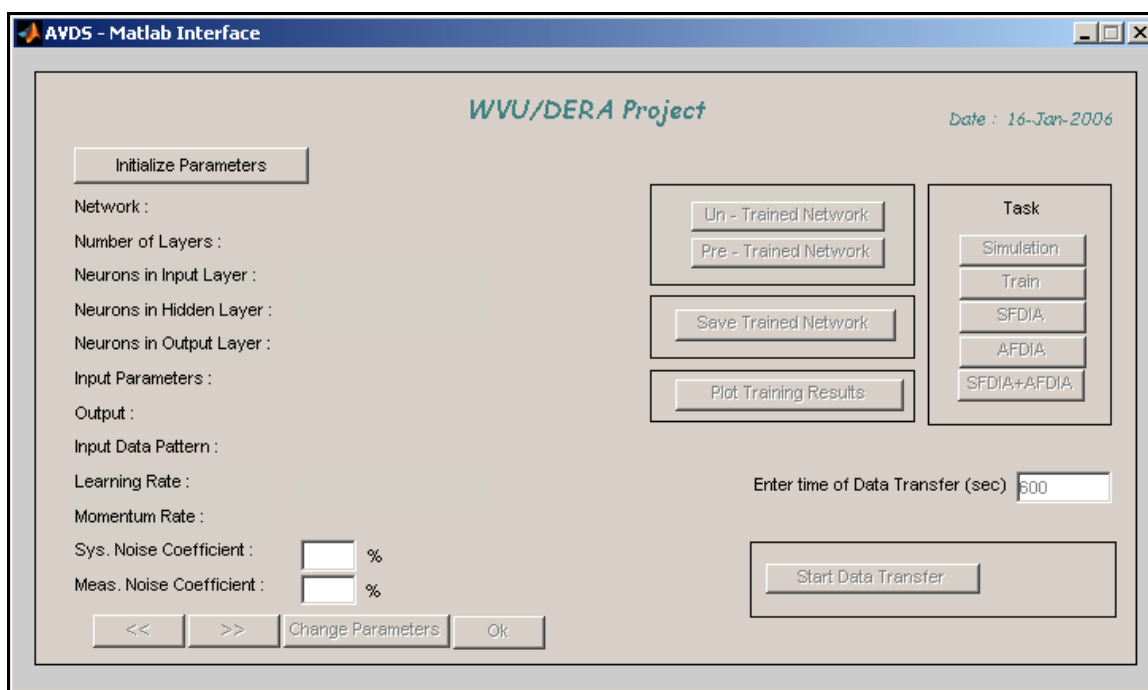 AVDS - Matlab Interface
WVU/DERA Project
Date : 16-Jan-2006
Initialize Parameters
Network :
Number of Layers :
Neurons in Input Layer :
Neurons in Hidden Layer :
Neurons in Output Layer :
Input Parameters :
Output :
Input Data Pattern :
Learning Rate :
Momentum Rate :
Sys. Noise Coefficient : %
Meas. Noise Coefficient : %
<< >> Change Parameters Ok
Un - Trained Network
Pre - Trained Network
Save Trained Network
Plot Training Results
Task
Simulation
Train
SFDIA
AFDIA
SFDIA+AFDIA
Enter time of Data Transfer (sec) 600
Start Data Transfer